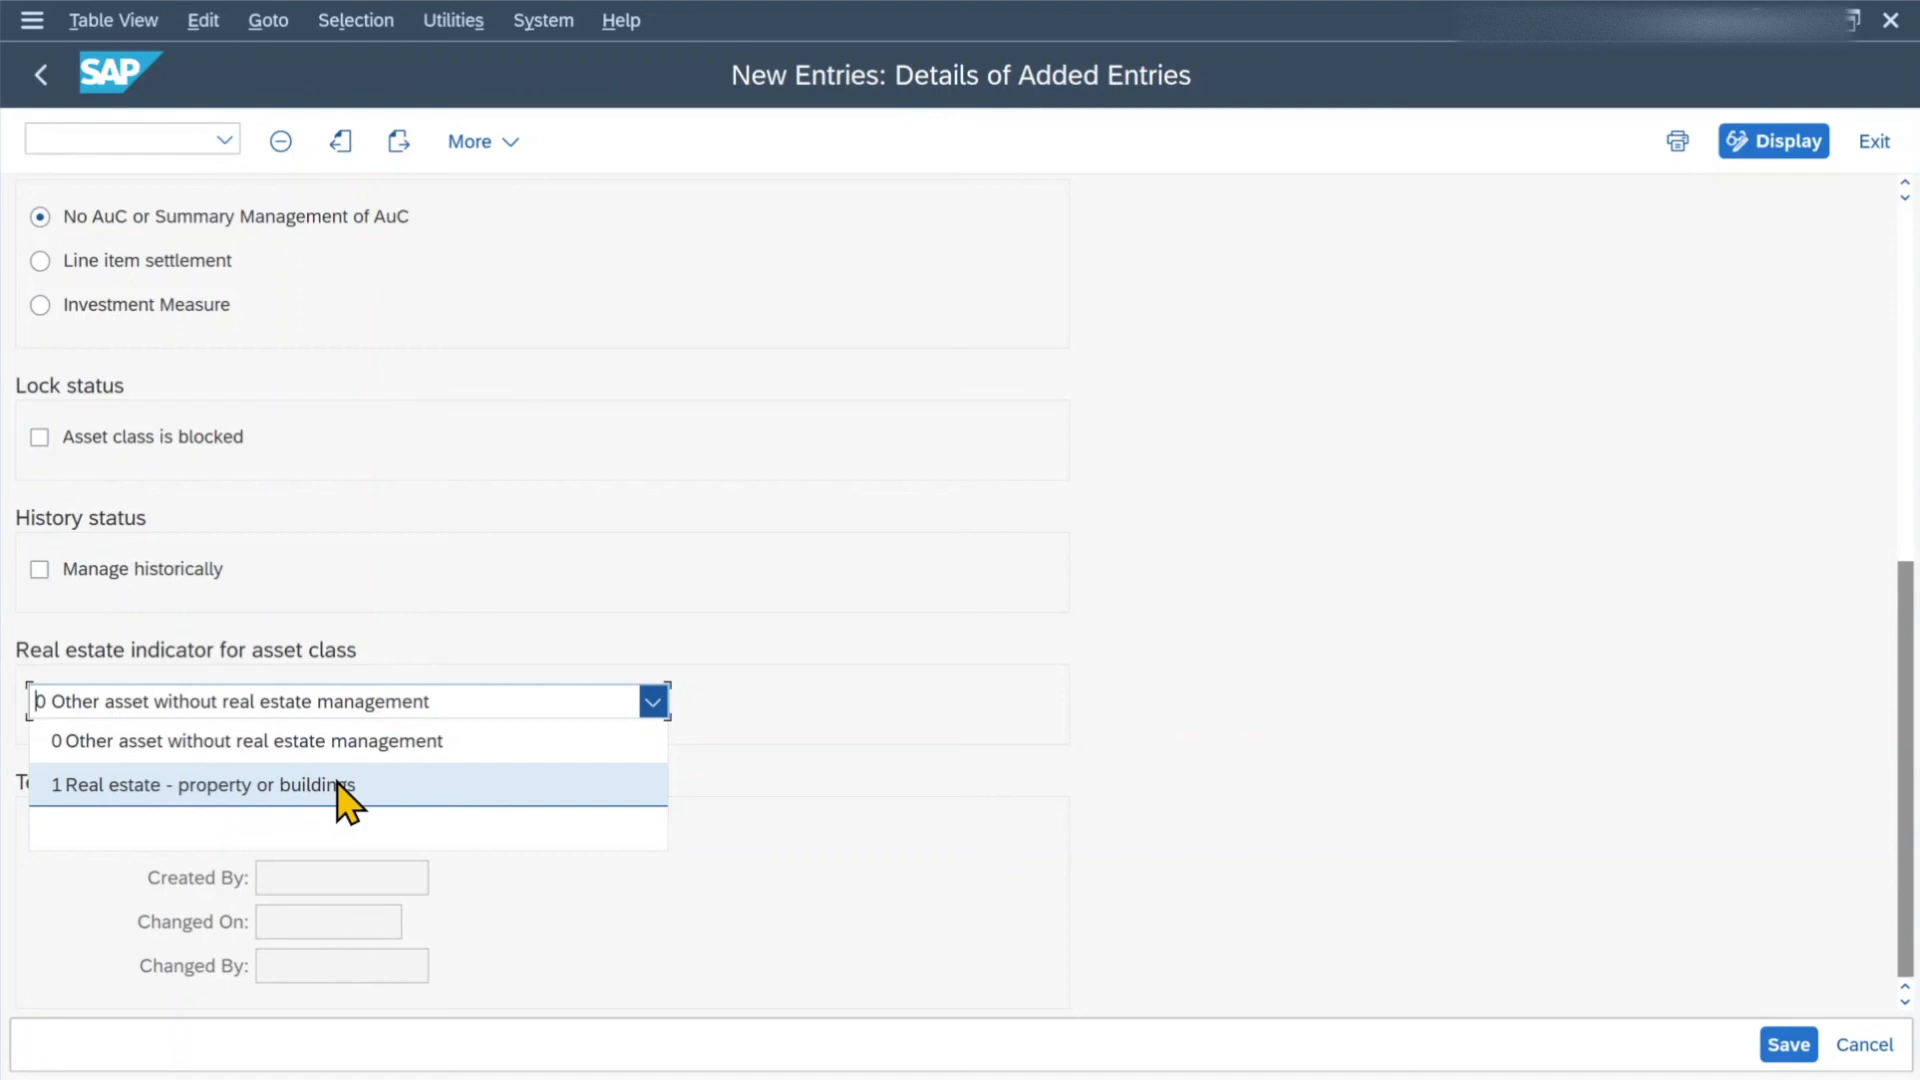 Table View Edit Goto Selection Utilities System Help
SAP New Entries: Details of Added Entries
More Display Exit
No AuC or Summary Management of AuC
Line item settlement
Investment Measure
Lock status
Asset class is blocked
History status
Manage historically
Real estate indicator for asset class
0 Other asset without real estate management
0 Other asset without real estate management
1 Real estate - property or buildings
Created By:
Changed On:
Changed By:
Save Cancel